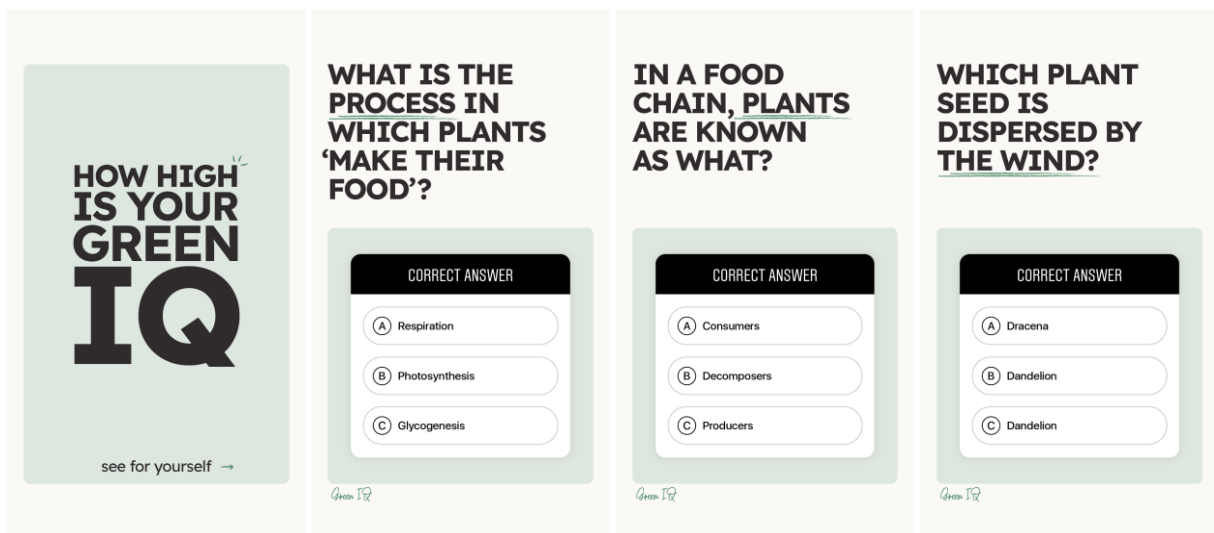 HOW HIGH
IS YOUR
GREEN
IQ
see for yourself →
WHAT IS THE
PROCESS IN
WHICH PLANTS
‘MAKE THEIR
FOOD’?
CORRECT ANSWER
A Respiration
B Photosynthesis
C Glycogenesis
Green IQ
IN A FOOD
CHAIN, PLANTS
ARE KNOWN
AS WHAT?
CORRECT ANSWER
A Consumers
B Decomposers
C Producers
Green IQ
WHICH PLANT
SEED IS
DISPERSED BY
THE WIND?
CORRECT ANSWER
A Dracena
B Dandelion
C Dandelion
Green IQ